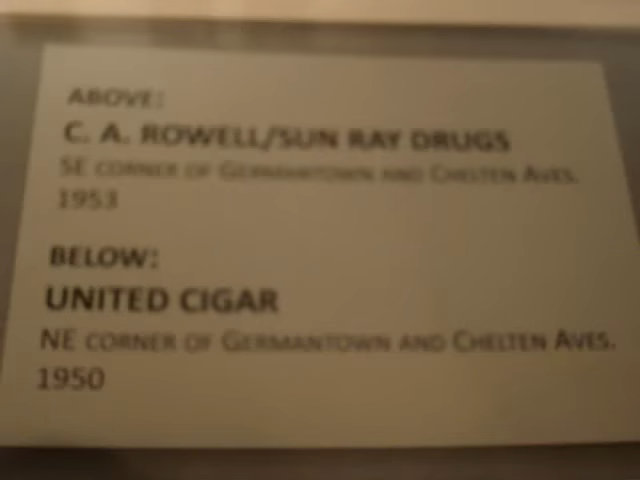 ABOVE:
C. A. ROWELL/SUN RAY DRUGS
SE CORNER OF GERMANTOWN AND CHELTEN AVES.
1953
BELOW:
UNITED CIGAR
NE CORNER OF GERMANTOWN AND CHELTEN AVES.
1950